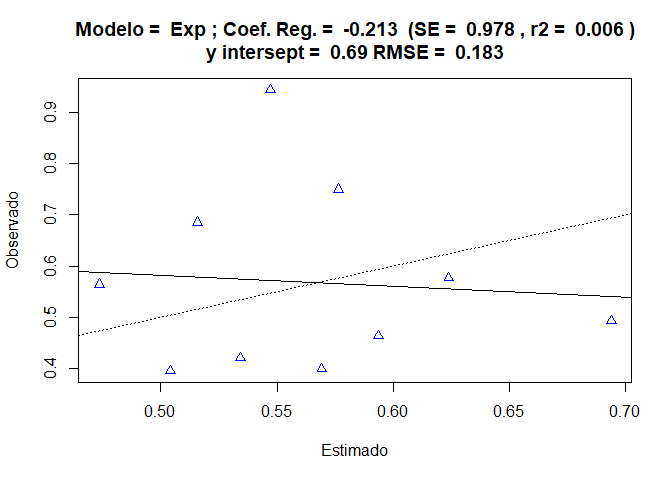 Modelo = Exp ; Coef. Reg. = -0.213 (SE = 0.978 , r2 = 0.006 )
y intersept = 0.69 RMSE = 0.183
0.9
0.8
0.7
0.6
0.5
0.4
Observado
0.50 0.55 0.60 0.65 0.70
Estimado